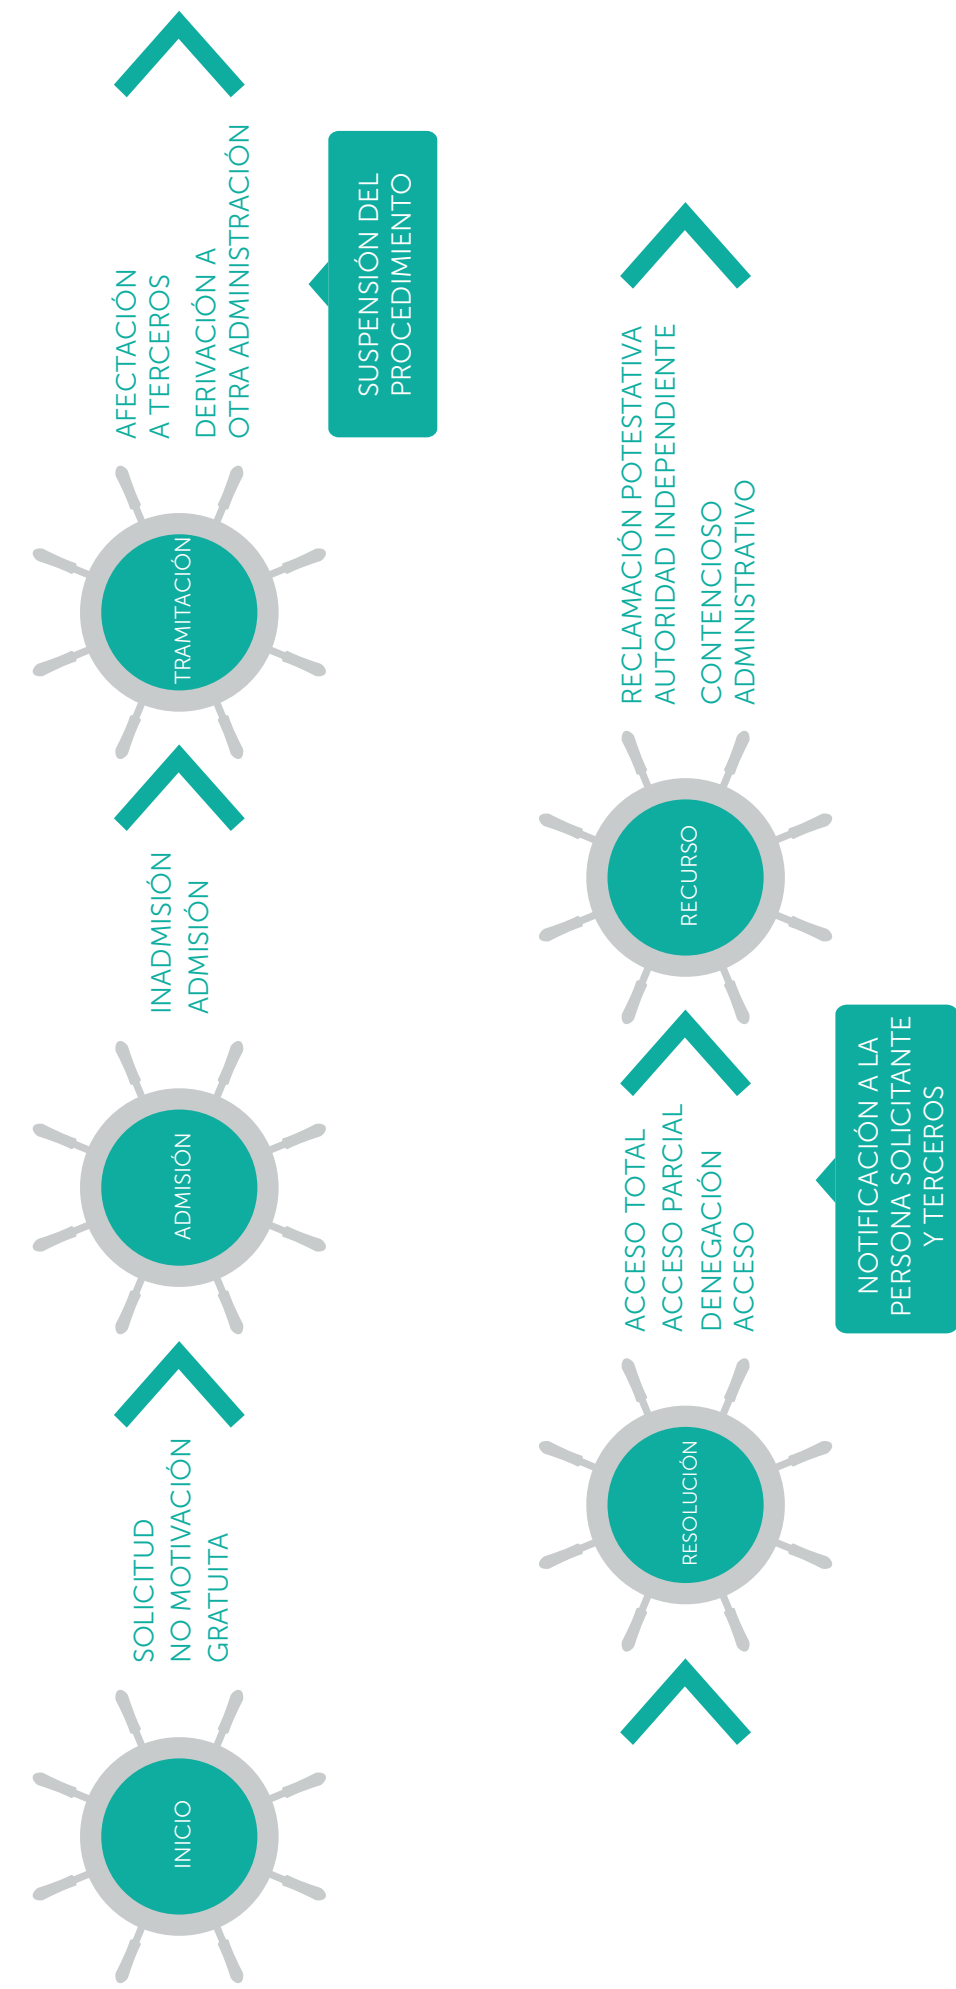 INICIO
SOLICITUD
NO MOTIVACIÓN
GRATUITA
ADMISIÓN
INADMISIÓN
ADMISIÓN
TRAMITACIÓN
AFECTACIÓN
A TERCEROS
DERIVACIÓN A
OTRA ADMINISTRACIÓN
SUSPENSIÓN DEL
PROCEDIMIENTO
RESOLUCIÓN
ACCESO TOTAL
ACCESO PARCIAL
DENEGACIÓN
ACCESO
NOTIFICACIÓN A LA
PERSONA SOLICITANTE
Y TERCEROS
RECURSO
RECLAMACIÓN POTESTATIVA
AUTORIDAD INDEPENDIENTE
CONTENCIOSO
ADMINISTRATIVO